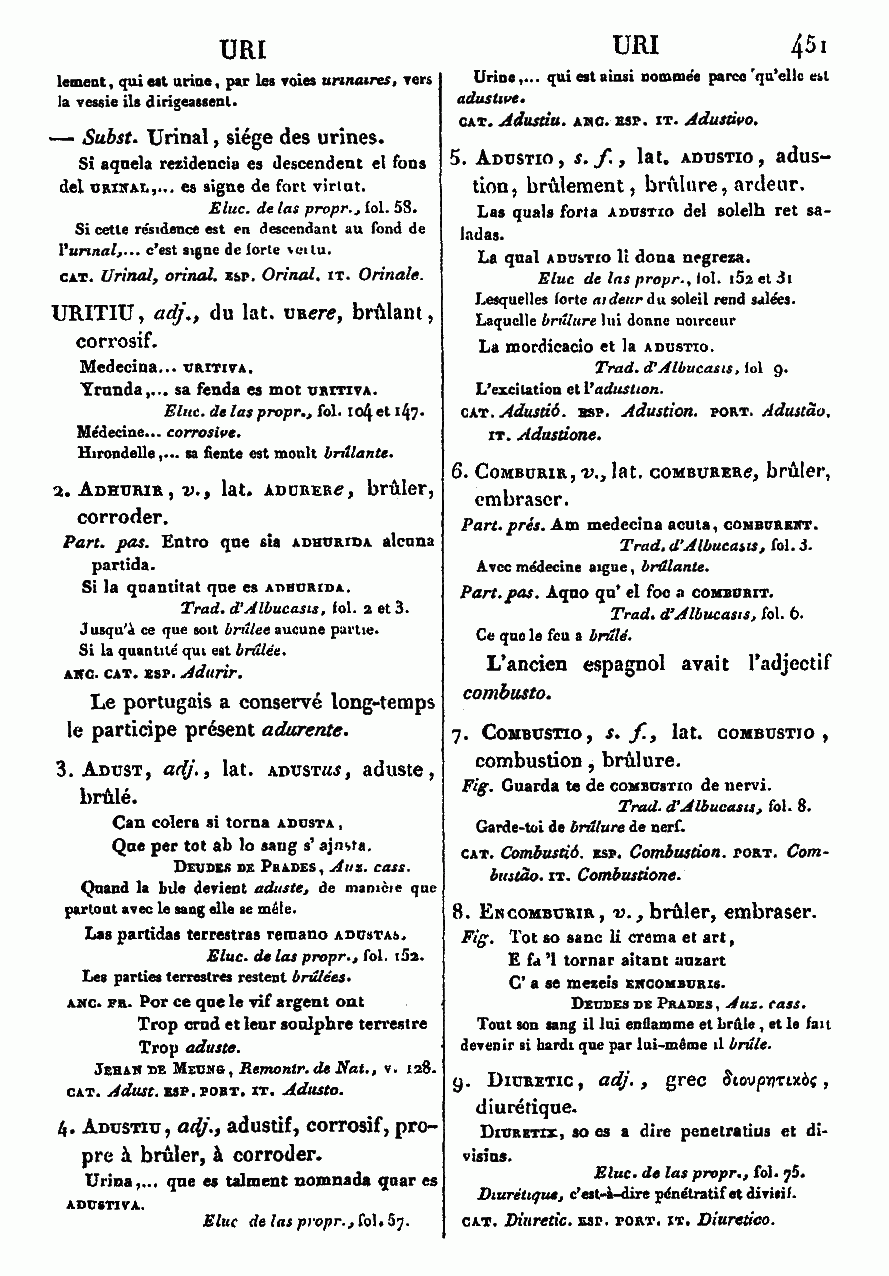 URI
URI 451
lement, qui est urine, par les voies urinaires, vers
la vessie ils dirigeassent.
— Subst. Urinal, siége des urines.
Si aquela rezidencia es descendent el fons
del URINAL,... es signe de fort virtut.
Eluc. de las propr., fol. 58.
Si cette résidence est en descendant au fond de
l'urinal,... c'est signe de forte vertu.
CAT. Urinal, orinal. ESP. Orinal. IT. Orinale.
URITIU, adj., du lat. URere, brûlant,
corrosif.
Medecina... URITIVA.
Yrunda,... sa fenda es mot URITIVA.
Eluc. de las propr., fol. 104 et 147.
Médecine... corrosive.
Hirondelle,... sa fiente est moult brûlante.
2. ADHURIR, v., lat. ADURERe, brûler,
corroder.
Part. pas. Entro que sia ADHURIDA alcuna
partida.
Si la quantitat que es ADHURIDA.
Trad. d'Albucasis, fol. 2 et 3.
Jusqu'à ce que soit brûlee aucune partie.
Si la quantité qui est brûlée.
ANC. CAT. ESP. Adurir.
Le portugais a conservé long-temps
le participe présent adurente.
3. ADUST, adj., lat. ADUSTus, aduste,
brûlé.
Can colera si torna ADUSTA,
Que per tot ab lo sang s'ajusta.
DEUDES DE PRADES, Auz. cass.
Quand la bile devient aduste, de manière que
partout avec le sang elle se mêle.
Las partidas terrestras remano ADUSTAS.
Eluc. de las propr., fol. 152.
Les parties terrestres restent brûlées.
ANC. FR. Por ce que le vif argent ont
Trop crud et leur soulphre terrestre
Trop aduste.
JEHAN DE MEUNG, Remontr. de Nat., v. 128.
CAT. Adust. ESP. PORT. IT. Adusto.
4. ADUSTIU, adj., adustif, corrosif, pro-
pre à brûler, à corroder.
Urina,... que es talment nomnada quar es
ADUSTIVA.
Eluc de las propr., fol. 57.
Urine,... qui est ainsi nommée parce qu'elle est
adustive.
CAT. Adustiu. ANC. ESP. IT. Adustivo.
5. ADUSTIO, s. f., lat. ADUSTIO, adus-
tion, brûlement, brûlure, ardeur.
Las quals forta ADUSTIO del solelh ret sa-
ladas.
La qual ADUSTIO li dona negreza.
Eluc de las propr., fol. 152 et 31
Lesquelles forte ardeur du soleil rend salées.
Laquelle brûlure lui donne noirceur
La mordicacio et la ADUSTIO.
Trad. d'Albucasis, fol 9.
L'excitation et l'adustion.
CAT. Adustió. ESP. Adustion. PORT. Adustão.
IT. Adustione.
6. COMBURIR, v., lat. COMBURERe, brûler,
embraser.
Part. prés. Am medecina acuta, COMBURENT.
Trad. d'Albucasis, fol. 3.
Avec médecine aigue, brûlante.
Part. pas. Aquo qu' el foc a COMBURIT.
Trad. d'Albucasis, fol. 6.
Ce que le feu a brûlé.
L'ancien espagnol avait l'adjectif
combusto.
7. COMBUSTIO, s. f., lat. COMBUSTIO,
combustion, brûlure.
Fig. Guarda te de COMBUSTIO de nervi.
Trad. d'Albucasis, fol. 8.
Garde-toi de brûlure de nerf.
CAT. Combustió. ESP. Combustion. PORT. Com-
bustão. IT. Combustione.
8. ENCOMBURIR, v., brûler, embraser.
Fig. Tot so sanc li crema et art,
E fa 'l tornar aitant auzart
C' a se mezeis ENCOMBURIS.
DEUDES DE PRADES, Auz. cass.
Tout son sang il lui enflamme et brûle, et le fait
devenir si hardi que par lui-même il brûle.
9. DIURETIC, adj., grec διουρητικὸς,
diurétique.
DIURETIX, so es a dire penetratius et di-
visius.
Eluc. de las propr., fol. 75.
Diurétique, c'est-à-dire pénétratif et divisif.
CAT. Diuretic. ESP. PORT. IT. Diuretico.